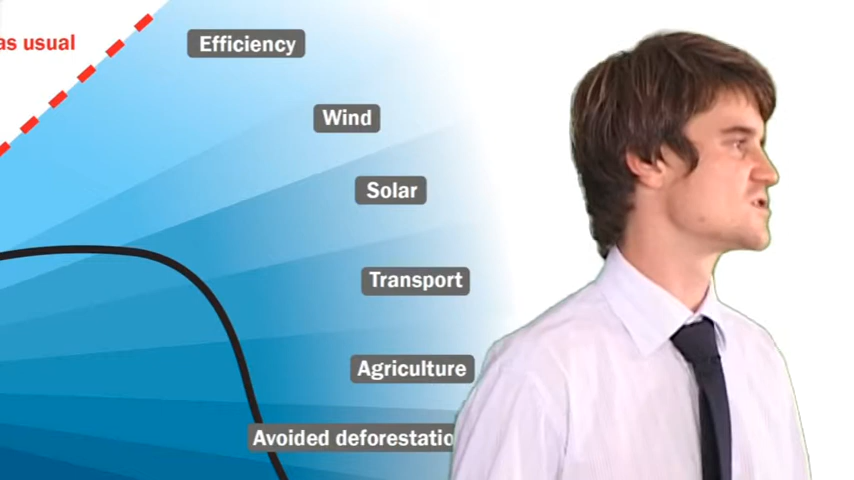 as usual
Efficiency
Wind
Solar
Transport
Agriculture
Avoided deforestatio